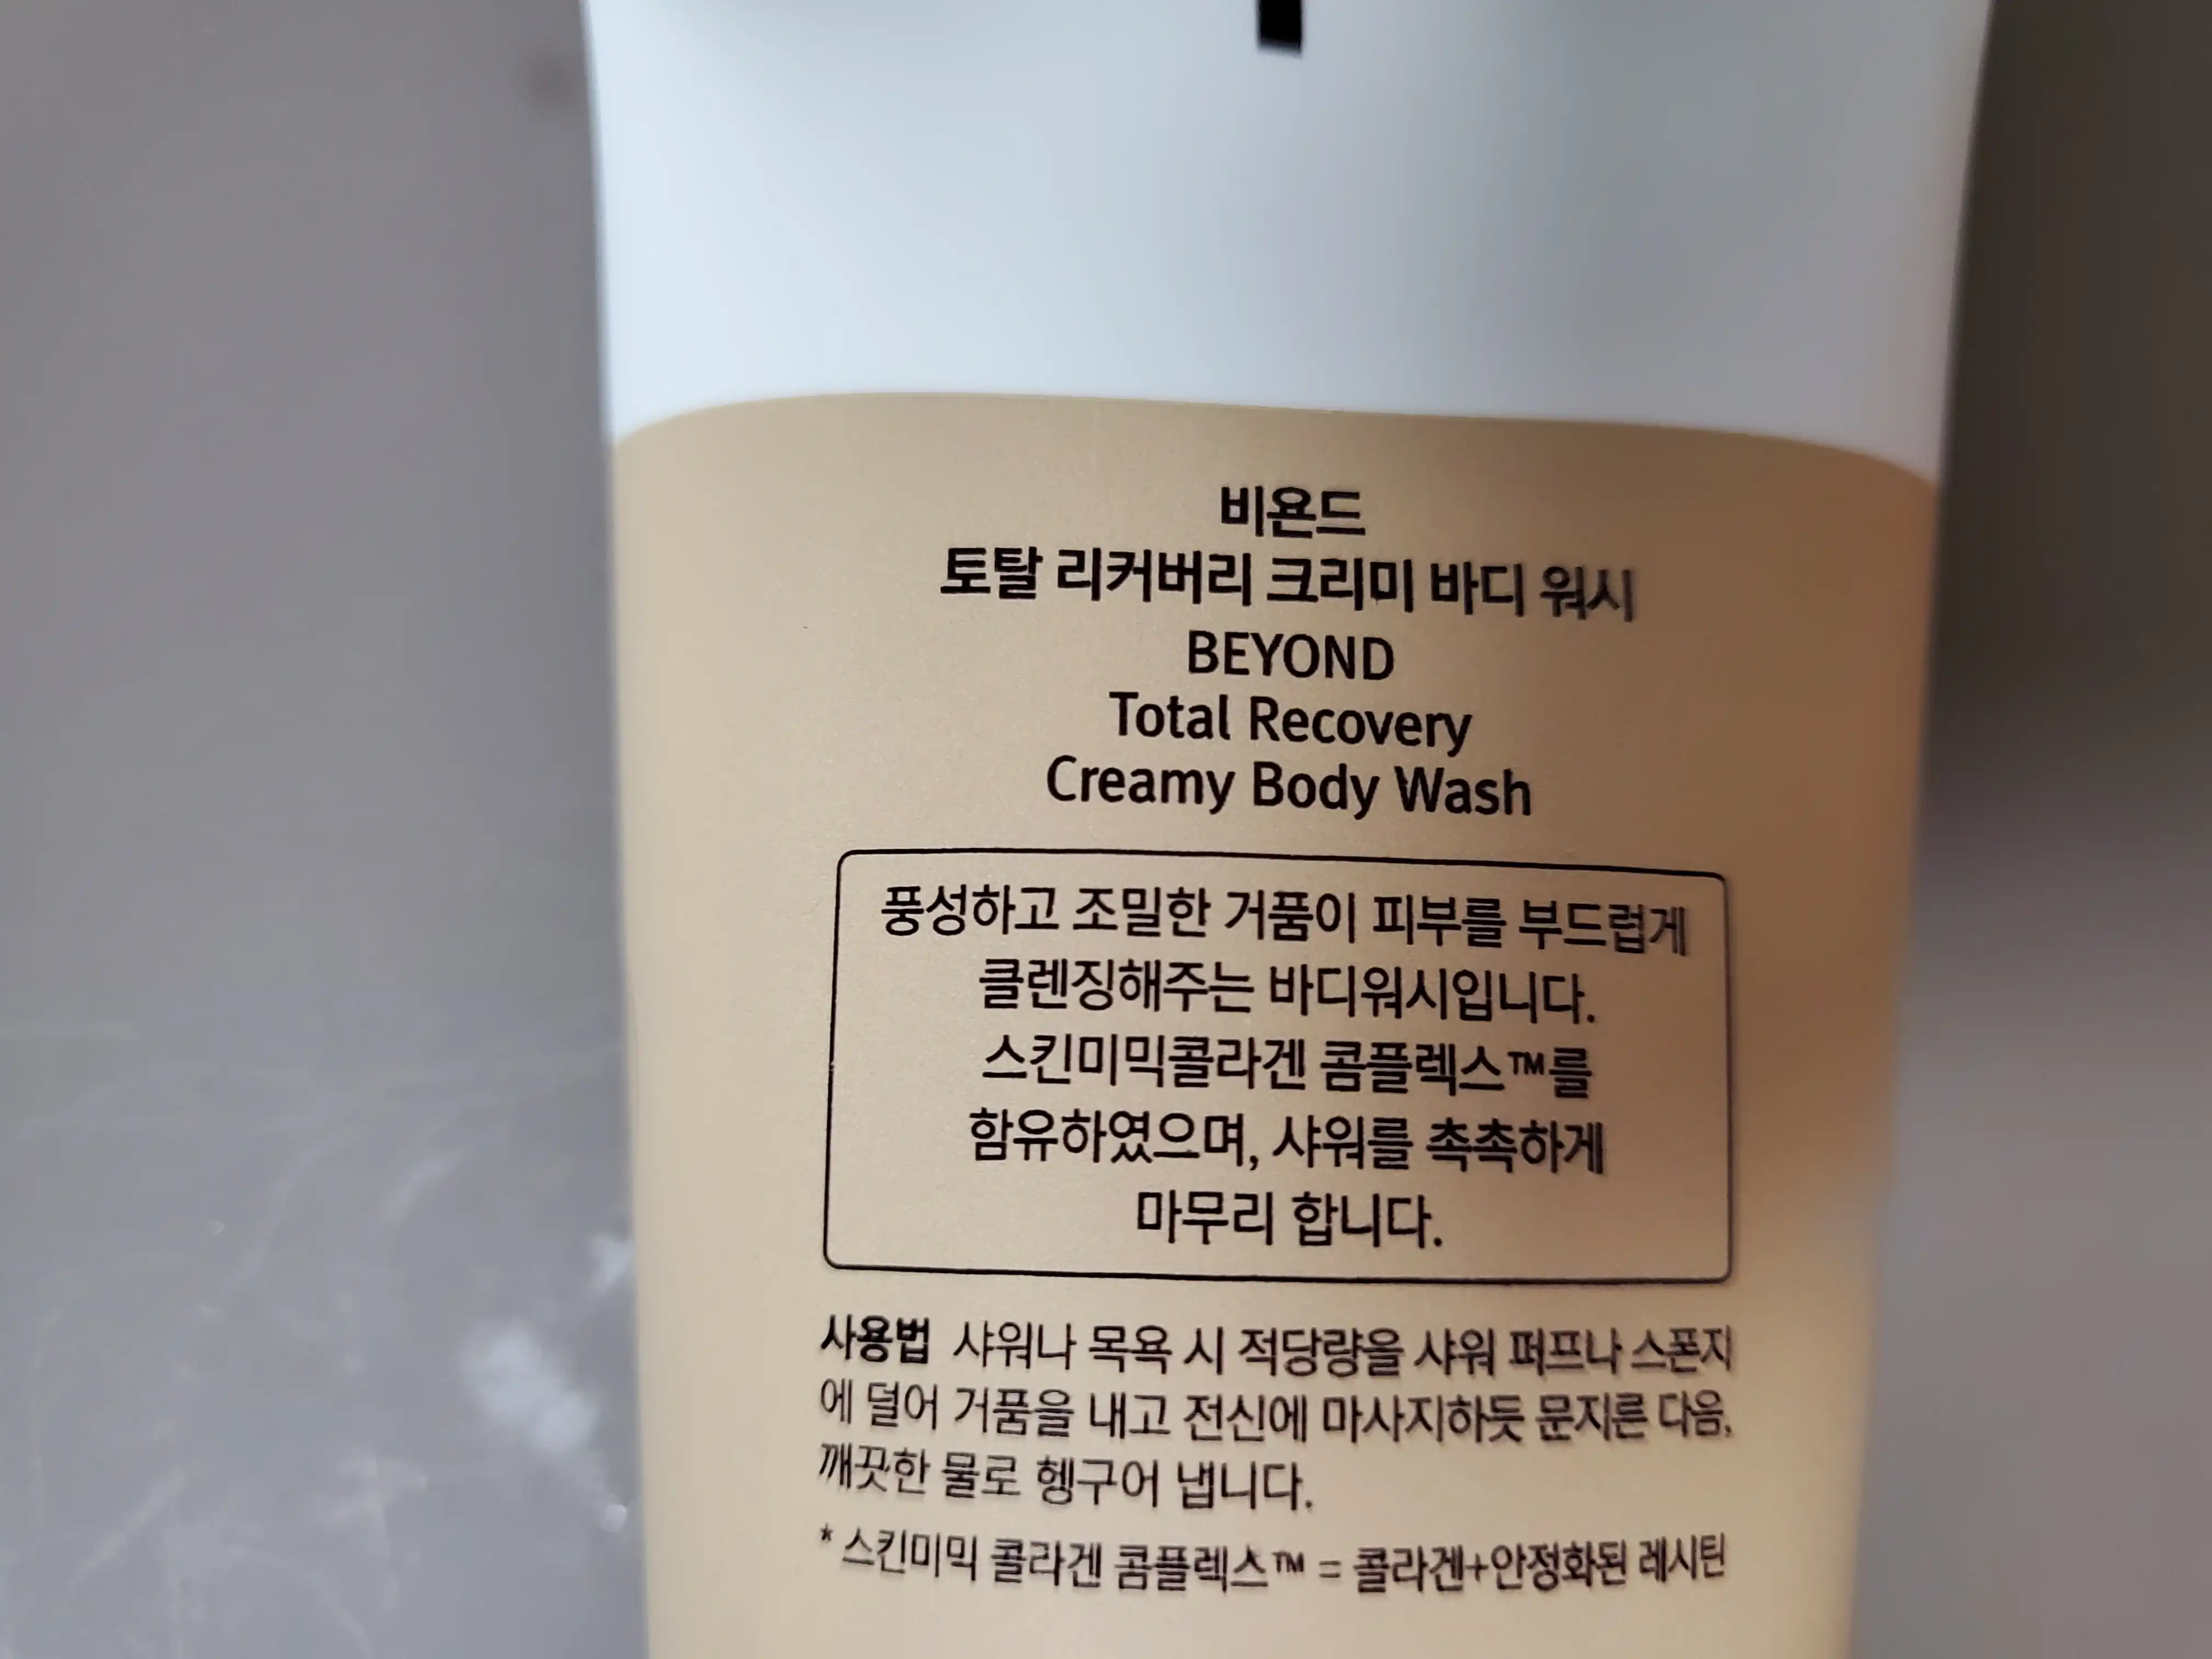 비욘드
토탈 리커버리 크리미 바디 워시
BEYOND
Total Recovery
Creamy Body Wash
풍성하고 조밀한 거품이 피부를 부드럽게
클렌징해주는 바디워시입니다.
스킨미믹콜라겐 콤플렉스™를
함유하였으며, 샤워를 촉촉하게
마무리 합니다.
사용법 샤워나 목욕 시 적당량을 샤워 퍼프나 스폰지
에 덜어 거품을 내고 전신에 마사지하듯 문지른 다음,
깨끗한 물로 헹구어 냅니다.
* 스킨미믹 콜라겐 콤플렉스™ = 콜라겐+안정화된 레시틴